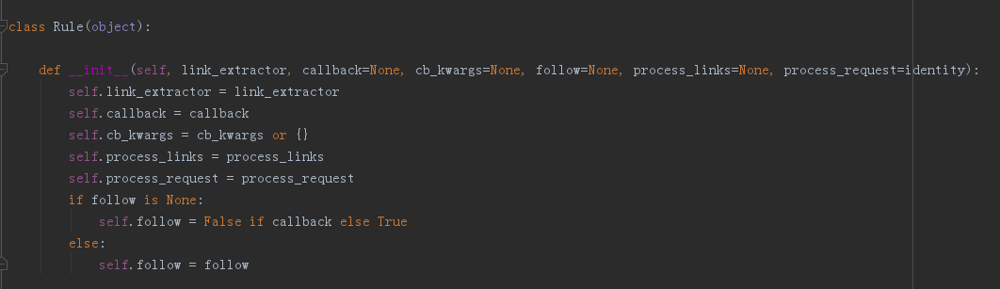 class Rule(object):
def __init__(self, link_extractor, callback=None, cb_kwargs=None, follow=None, process_links=None, process_request=identity):
self.link_extractor = link_extractor
self.callback = callback
self.cb_kwargs = cb_kwargs or {}
self.process_links = process_links
self.process_request = process_request
if follow is None:
self.follow = False if callback else True
else:
self.follow = follow